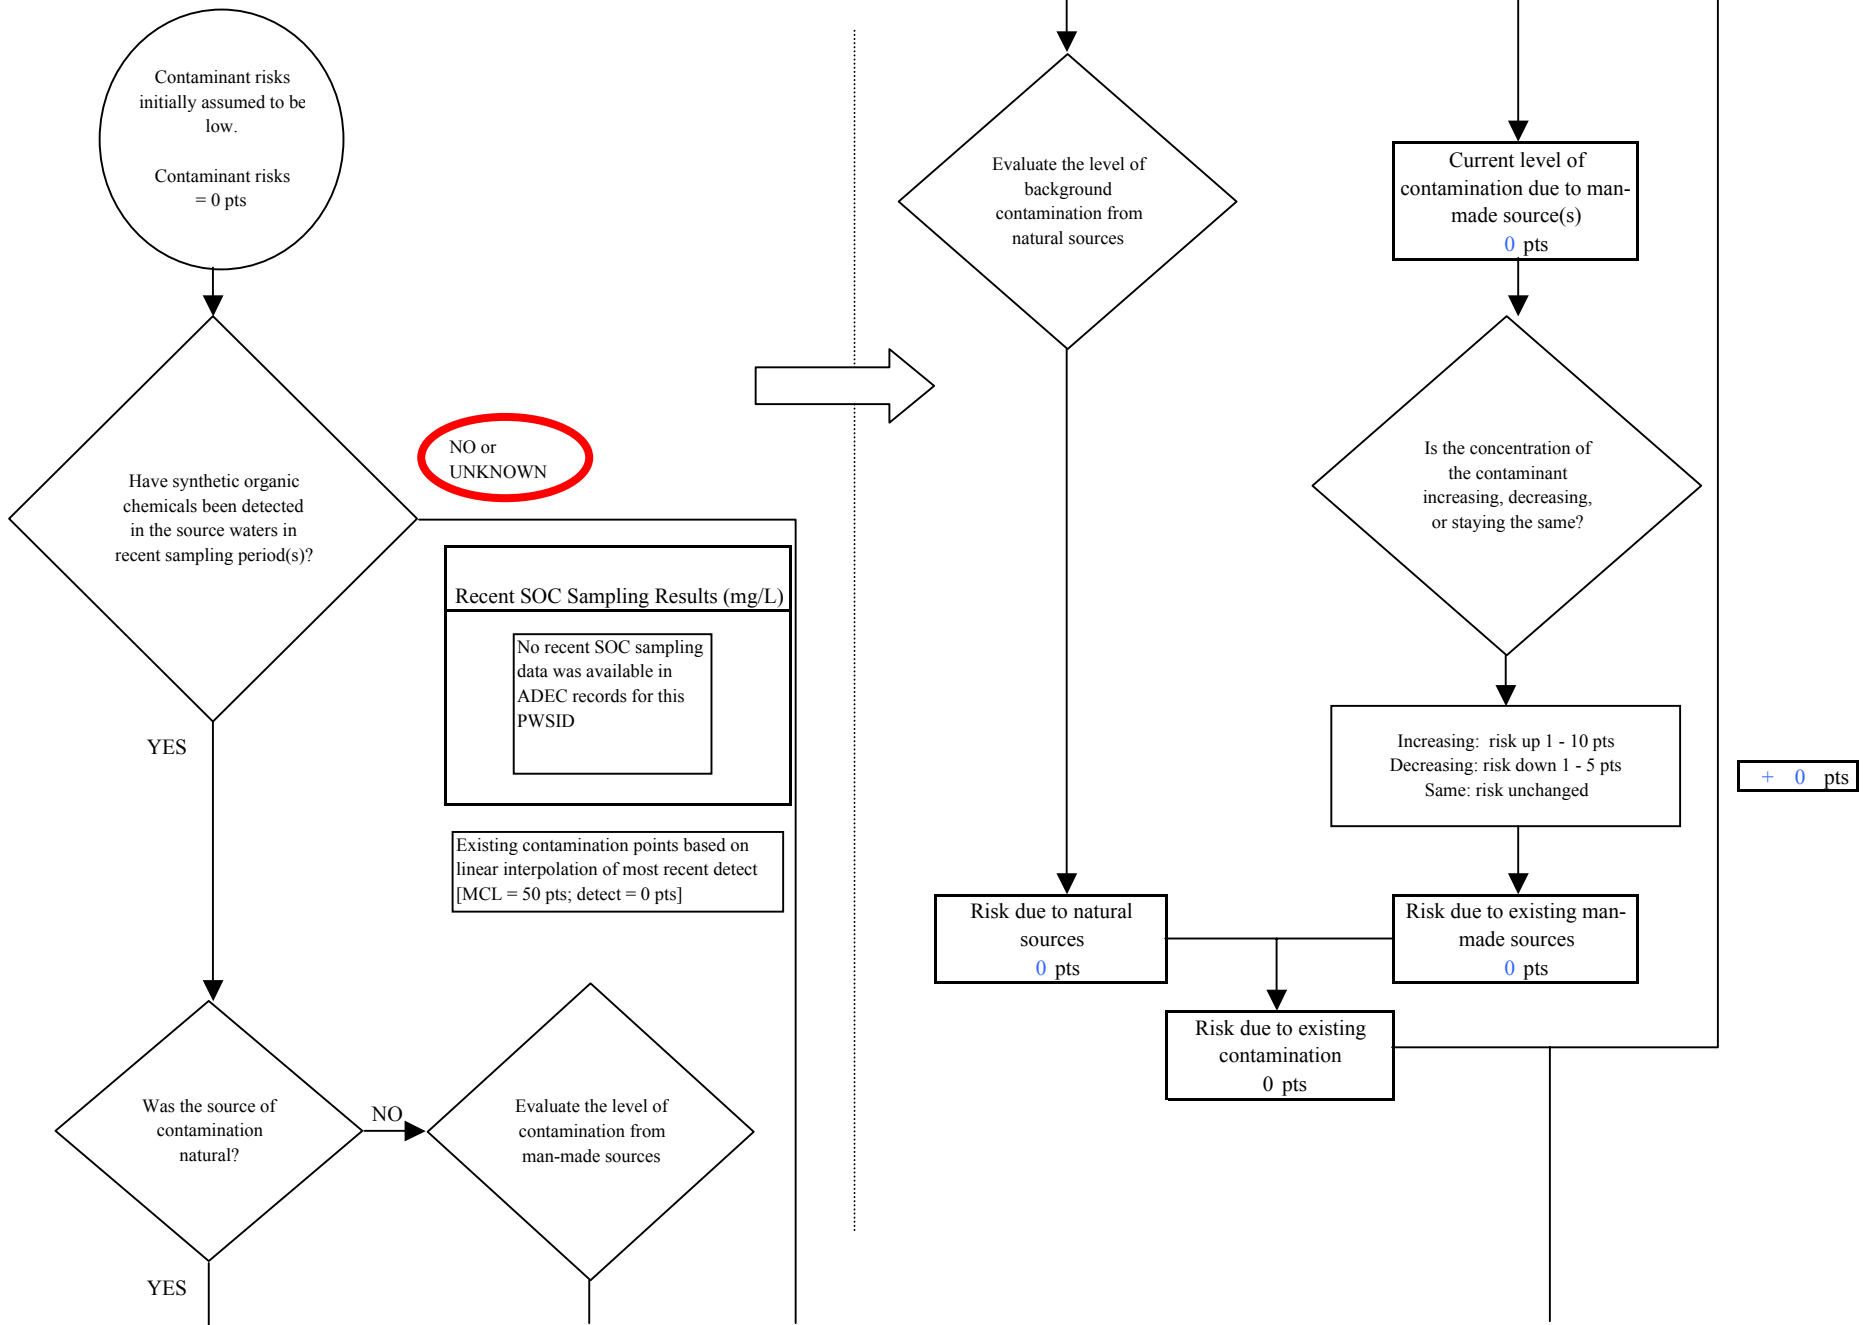 Contaminant risks
initially assumed to be
low.
Contaminant risks
= 0 pts
Have synthetic organic
chemicals been detected
in the source waters in
recent sampling period(s)?
NO or
UNKNOWN
Recent SOC Sampling Results (mg/L)
No recent SOC sampling
data was available in
ADEC records for this
PWSID
YES
Existing contamination points based on
linear interpolation of most recent detect
[MCL = 50 pts; detect = 0 pts]
Was the source of
contamination
natural?
NO
Evaluate the level of
contamination from
man-made sources
YES
Evaluate the level of
background
contamination from
natural sources
Current level of
contamination due to man-
made source(s)
0 pts
Is the concentration of
the contaminant
increasing, decreasing,
or staying the same?
Increasing: risk up 1 - 10 pts
Decreasing: risk down 1 - 5 pts
Same: risk unchanged
+ 0 pts
Risk due to natural
sources
0 pts
Risk due to existing man-
made sources
0 pts
Risk due to existing
contamination
0 pts